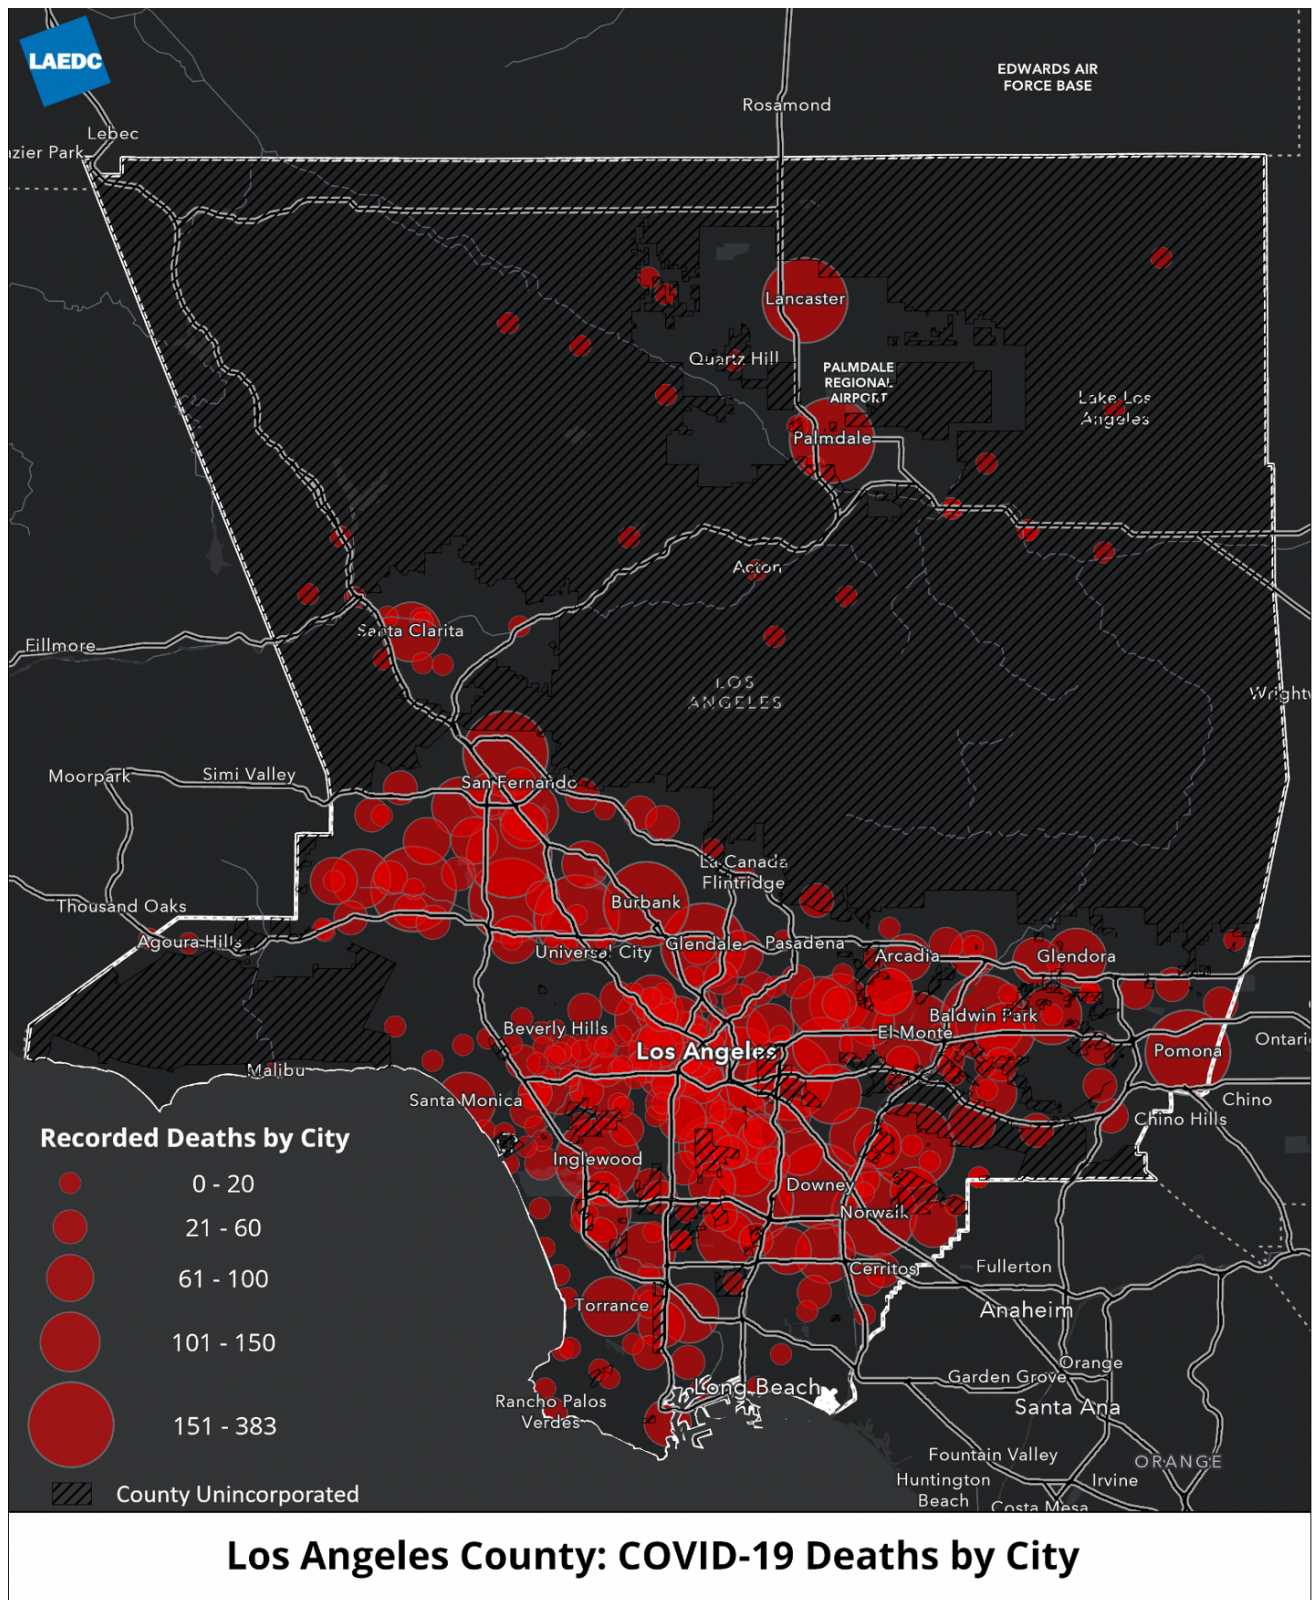 LAEDC
EDWARDS AIR
FORCE BASE
Rosamond
Lebec
zier Park
Lancaster
Quartz Hill
PALMDALE
REGIONAL
AIRPORT
Lake Los
Angeles
Palmdale
Acton
Santa Clarita
Fillmore
LOS
ANGELES
Wrightw
Moorpark
Simi Valley
San Fernando
La Canada
Flintridge
Thousand Oaks
Burbank
Agoura Hills
Universal City
Glendale
Pasadena
Arcadia
Glendora
Baldwin Park
Beverly Hills
El Monte
Los Angeles
Pomona
Ontari
Malibu
Santa Monica
Chino
Chino Hills
Recorded Deaths by City
0 - 20
21 - 60
61 - 100
101 - 150
151 - 383
County Unincorporated
Inglewood
Downey
Norwalk
Cerritos
Fullerton
Torrance
Anaheim
Orange
Garden Grove
Long Beach
Rancho Palos
Verdes
Santa Ana
Fountain Valley
ORANGE
Huntington
Beach
Irvine
Costa Mesa
Los Angeles County: COVID-19 Deaths by City